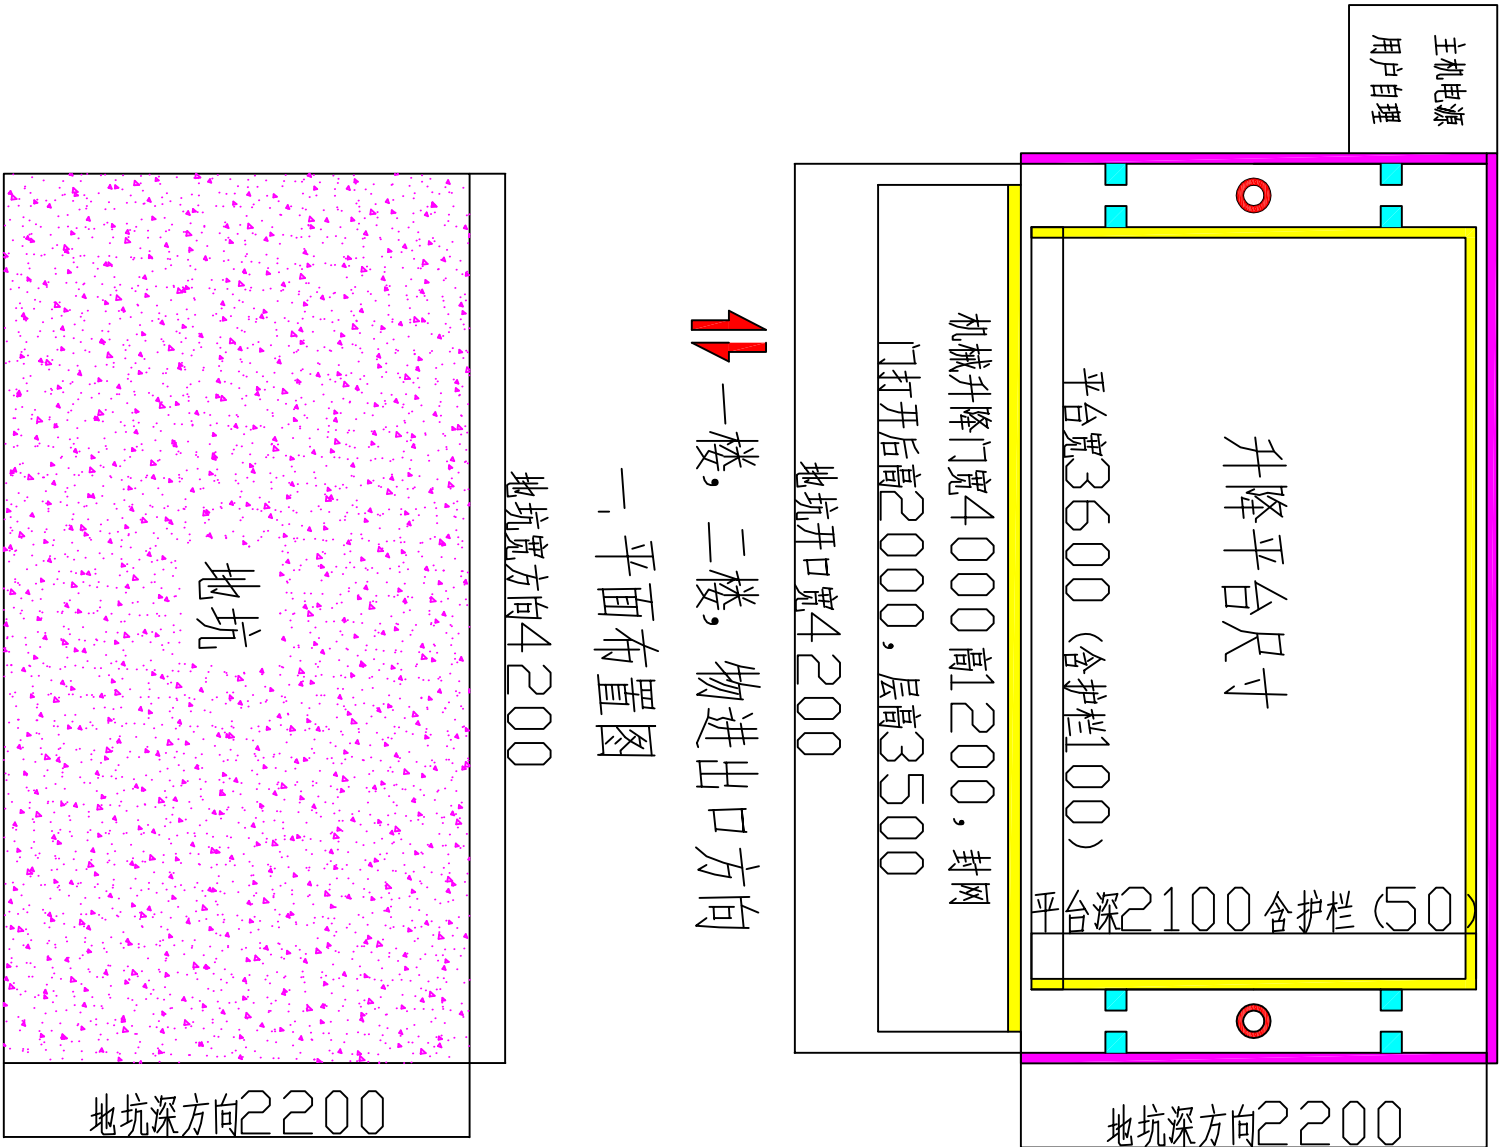 主机电源
用户自理
升降平台尺寸
平台宽3600（含护栏100）
平台深2100含护栏（50）
机械升降门宽4000高1200，封网
门打开后高2000，层高3500
地坑开口宽4200
一楼，二楼，物进出口方向
一.平面布置图
地坑宽方向4200
地坑
地坑深方向2200
地坑深方向2200